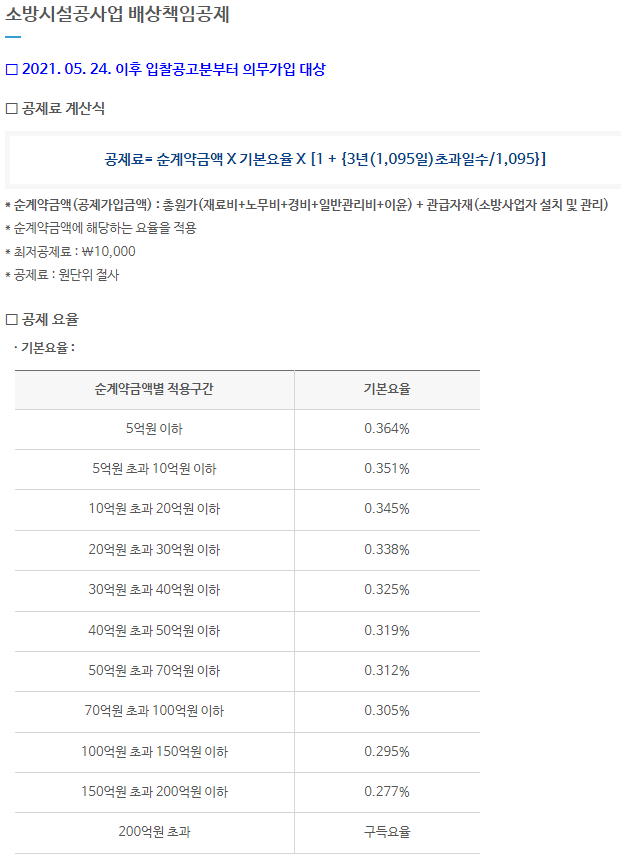 소방시설공사업 배상책임공제
□ 2021. 05. 24. 이후 입찰공고분부터 의무가입 대상
□ 공제료 계산식
공제료= 순계약금액 X 기본요율 X [1 + {3년(1,095일)초과일수/1,095}]
* 순계약금액(공제가입금액) : 총원가(재료비+노무비+경비+일반관리비+이윤) + 관급자재(소방사업자 설치 및 관리)
* 순계약금액에 해당하는 요율을 적용
* 최저공제료 : ₩10,000
* 공제료 : 원단위 절사
□ 공제 요율
· 기본요율 :
순계약금액별 적용구간 기본요율
5억원 이하 0.364%
5억원 초과 10억원 이하 0.351%
10억원 초과 20억원 이하 0.345%
20억원 초과 30억원 이하 0.338%
30억원 초과 40억원 이하 0.325%
40억원 초과 50억원 이하 0.319%
50억원 초과 70억원 이하 0.312%
70억원 초과 100억원 이하 0.305%
100억원 초과 150억원 이하 0.295%
150억원 초과 200억원 이하 0.277%
200억원 초과 구득요율